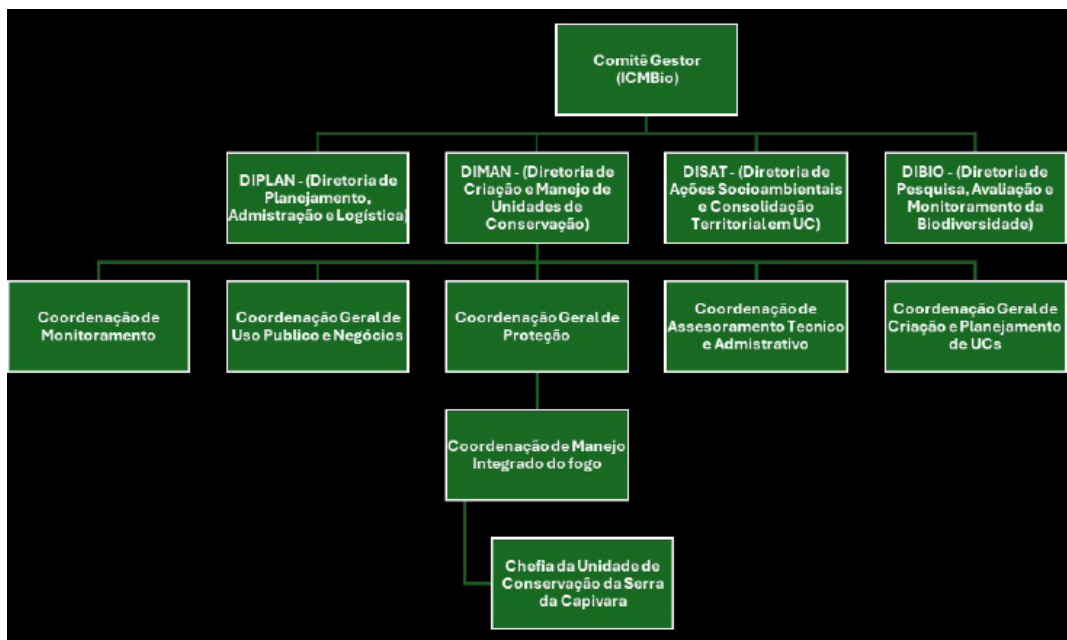 Comitê Gestor
(ICMBio)
DIPLAN - (Diretoria de
Planejamento,
Admistração e Logística)
DIMAN - (Diretoria de
Criação e Manejo de
Unidades de
Conservação)
DISAT - (Diretoria de
Ações Socioambientais
e Consolidação
Territorial em UC)
DIBIO - (Diretoria de
Pesquisa, Avaliação e
Monitoramento da
Biodiversidade)
Coordenação de
Monitoramento
Coordenação Geral de
Uso Publico e Negócios
Coordenação Geral de
Proteção
Coordenação de
Assesoramento Tecnico
e Admistrativo
Coordenação Geral de
Criação e Planejamento
de UCs
Coordenação de Manejo
Integrado do fogo
Chefia da Unidade de
Conservação da Serra
da Capivara